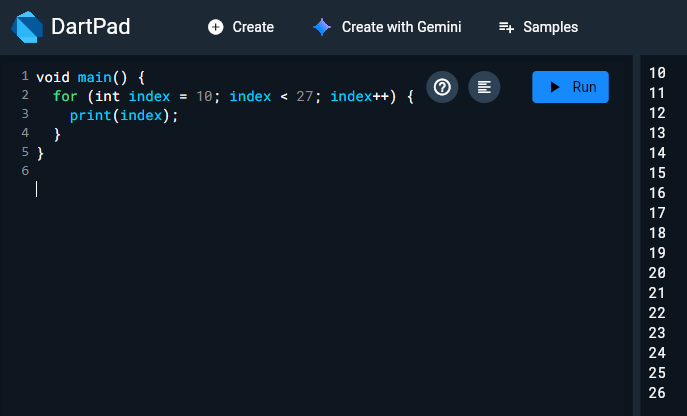 DartPad
Create
Create with Gemini
Samples
1 void main() {
2   for (int index = 10; index < 27; index++) {
3     print(index);
4   }
5 }
6
Run
10
11
12
13
14
15
16
17
18
19
20
21
22
23
24
25
26